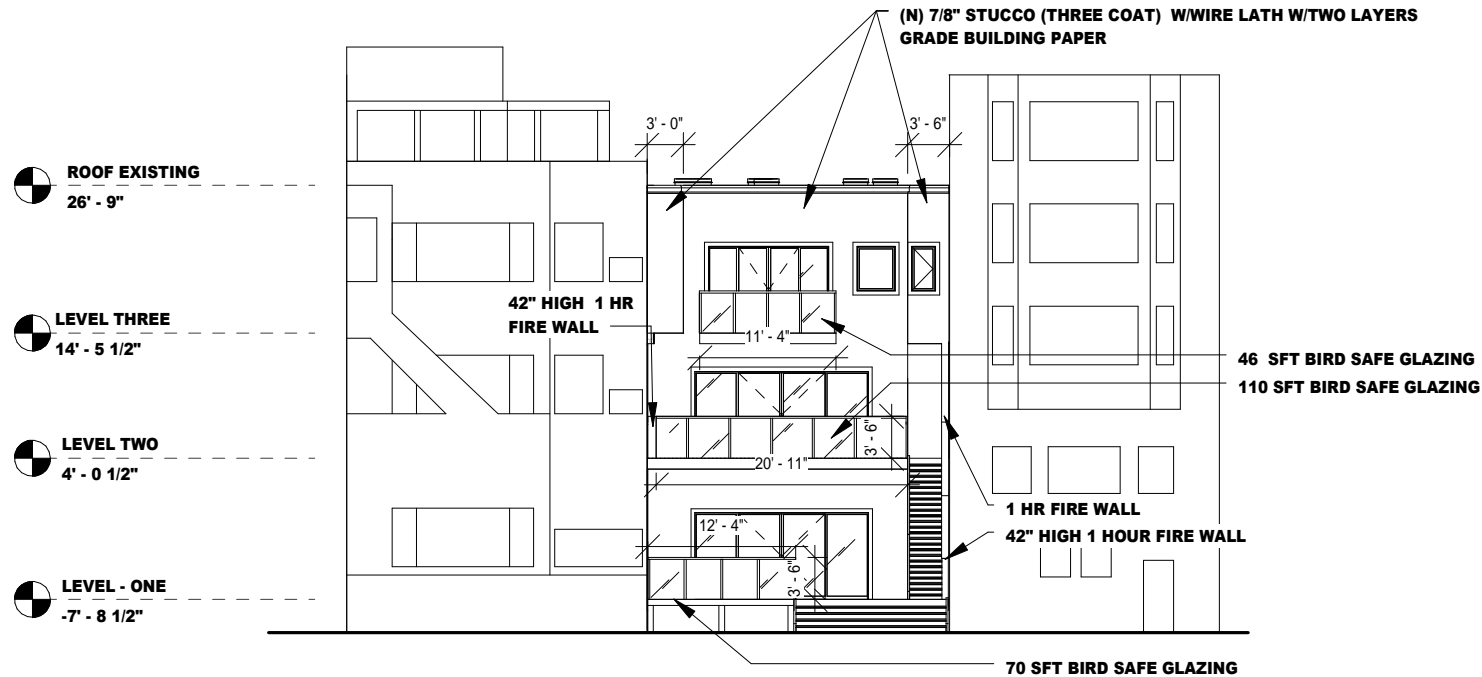 (N) 7/8" STUCCO (THREE COAT) W/WIRE LATH W/TWO LAYERS
GRADE BUILDING PAPER
3' - 0"
3' - 6"
ROOF EXISTING
26' - 9"
42" HIGH 1 HR
FIRE WALL
LEVEL THREE
14' - 5 1/2"
11' - 4"
46 SFT BIRD SAFE GLAZING
110 SFT BIRD SAFE GLAZING
LEVEL TWO
4' - 0 1/2"
3' - 6"
20' - 11"
1 HR FIRE WALL
12' - 4"
42" HIGH 1 HOUR FIRE WALL
3' - 6"
LEVEL - ONE
-7' - 8 1/2"
70 SFT BIRD SAFE GLAZING